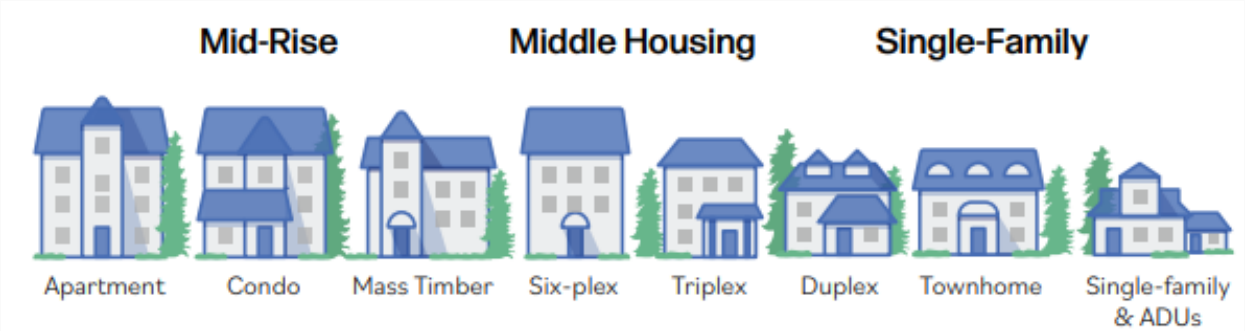 Mid-Rise
Middle Housing
Single-Family
Apartment
Condo
Mass Timber
Six-plex
Triplex
Duplex
Townhome
Single-family
& ADUs